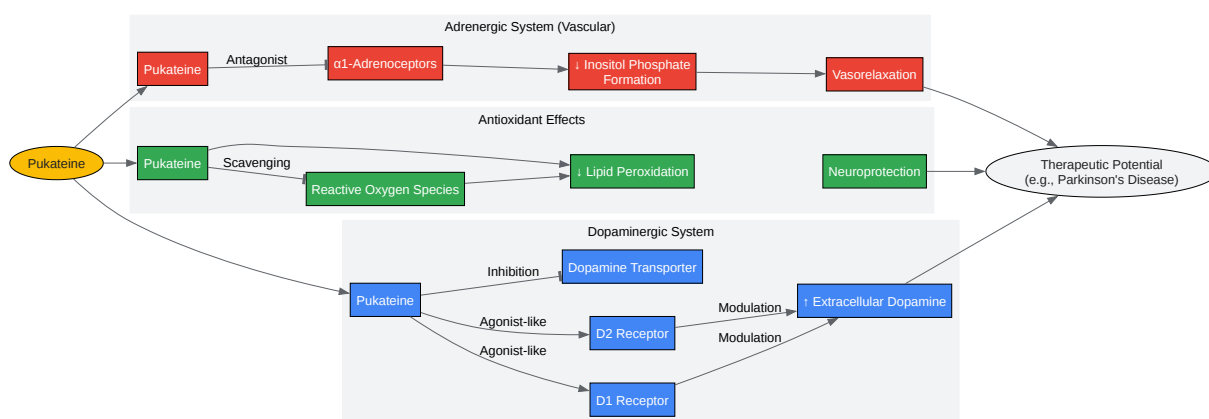 Adrenergic System (Vascular)
Pukateine
Antagonist
α1-Adrenoceptors
↓ Inositol Phosphate
Formation
Vasorelaxation
Pukateine
Antioxidant Effects
Pukateine
Scavenging
Reactive Oxygen Species
↓ Lipid Peroxidation
Neuroprotection
Therapeutic Potential
(e.g., Parkinson's Disease)
Dopaminergic System
Pukateine
Inhibition
Dopamine Transporter
Agonist-like
D2 Receptor
Modulation
↑ Extracellular Dopamine
Agonist-like
D1 Receptor
Modulation